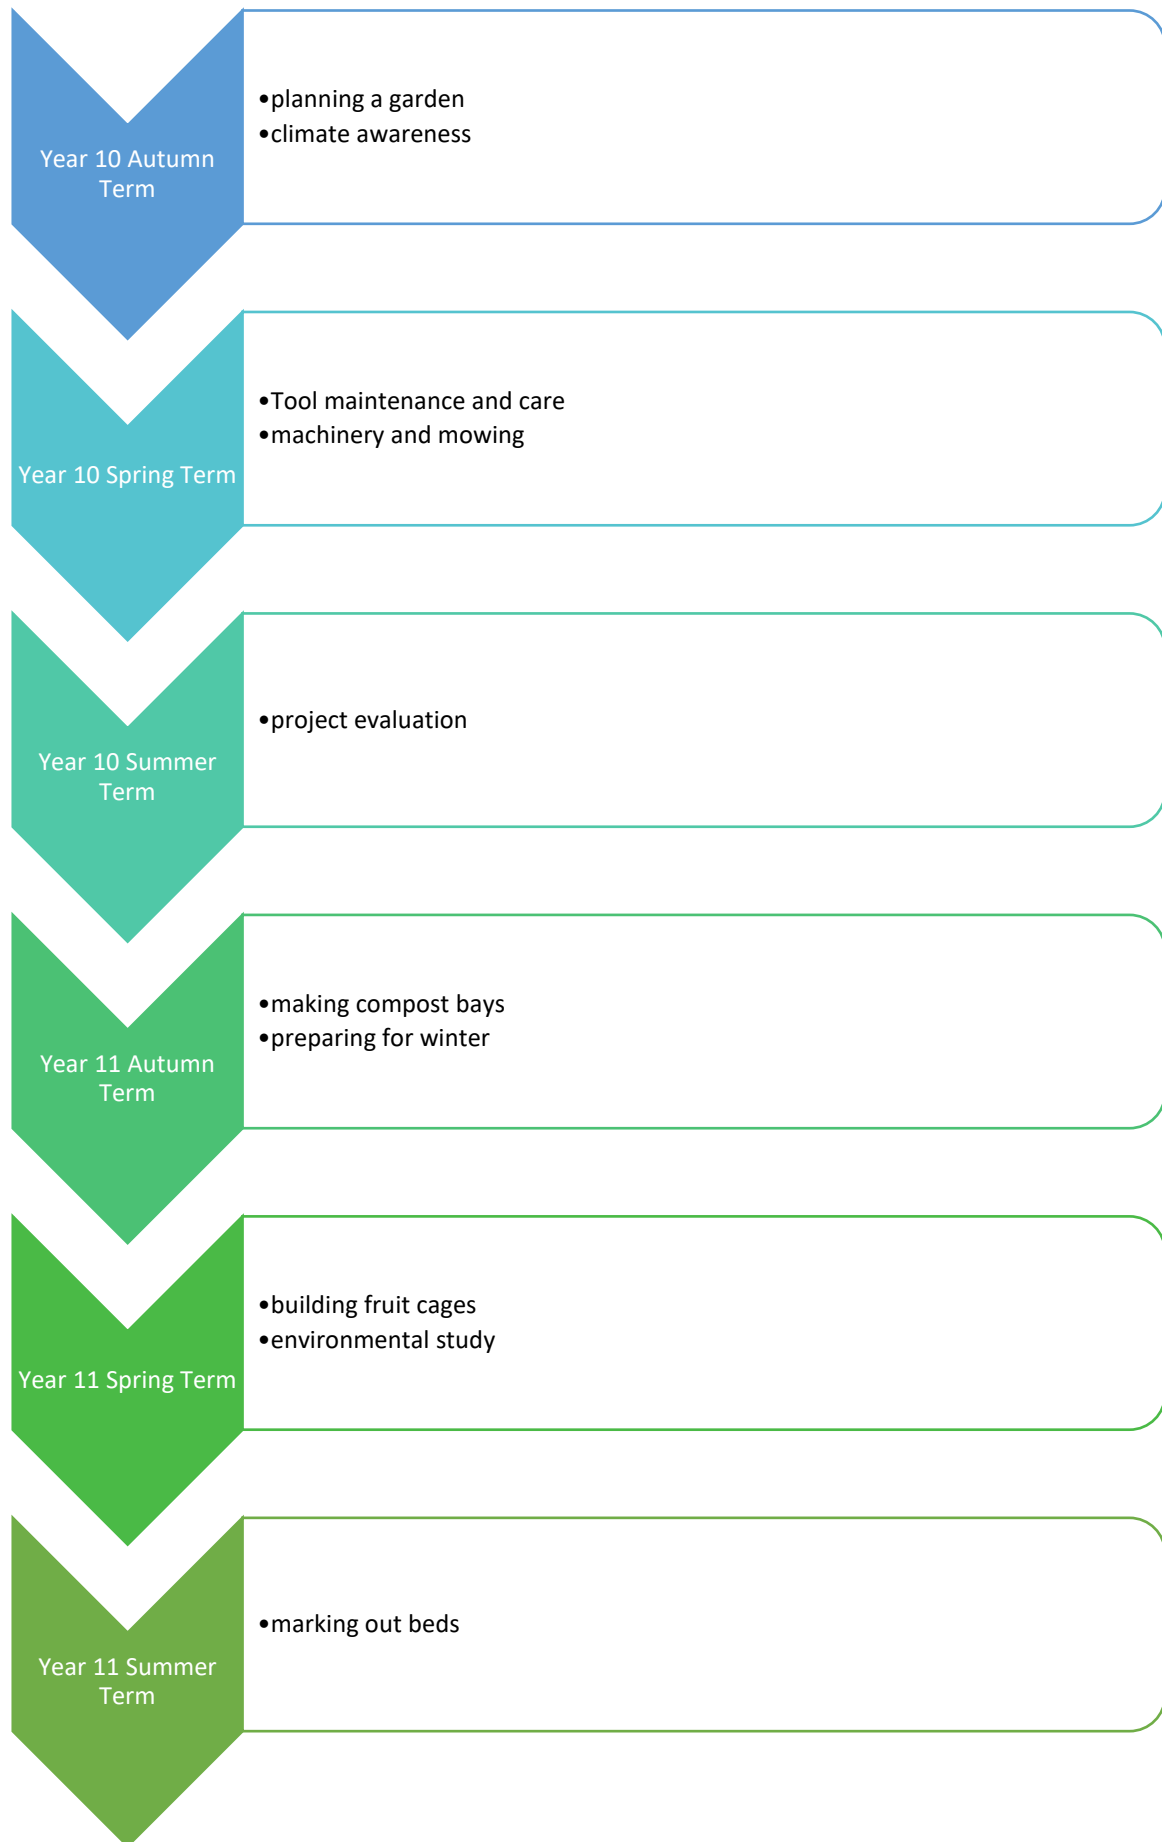 Year 10 Autumn
Term
•planning a garden
•climate awareness
Year 10 Spring Term
•Tool maintenance and care
•machinery and mowing
Year 10 Summer
Term
•project evaluation
Year 11 Autumn
Term
•making compost bays
•preparing for winter
Year 11 Spring Term
•building fruit cages
•environmental study
Year 11 Summer
Term
•marking out beds